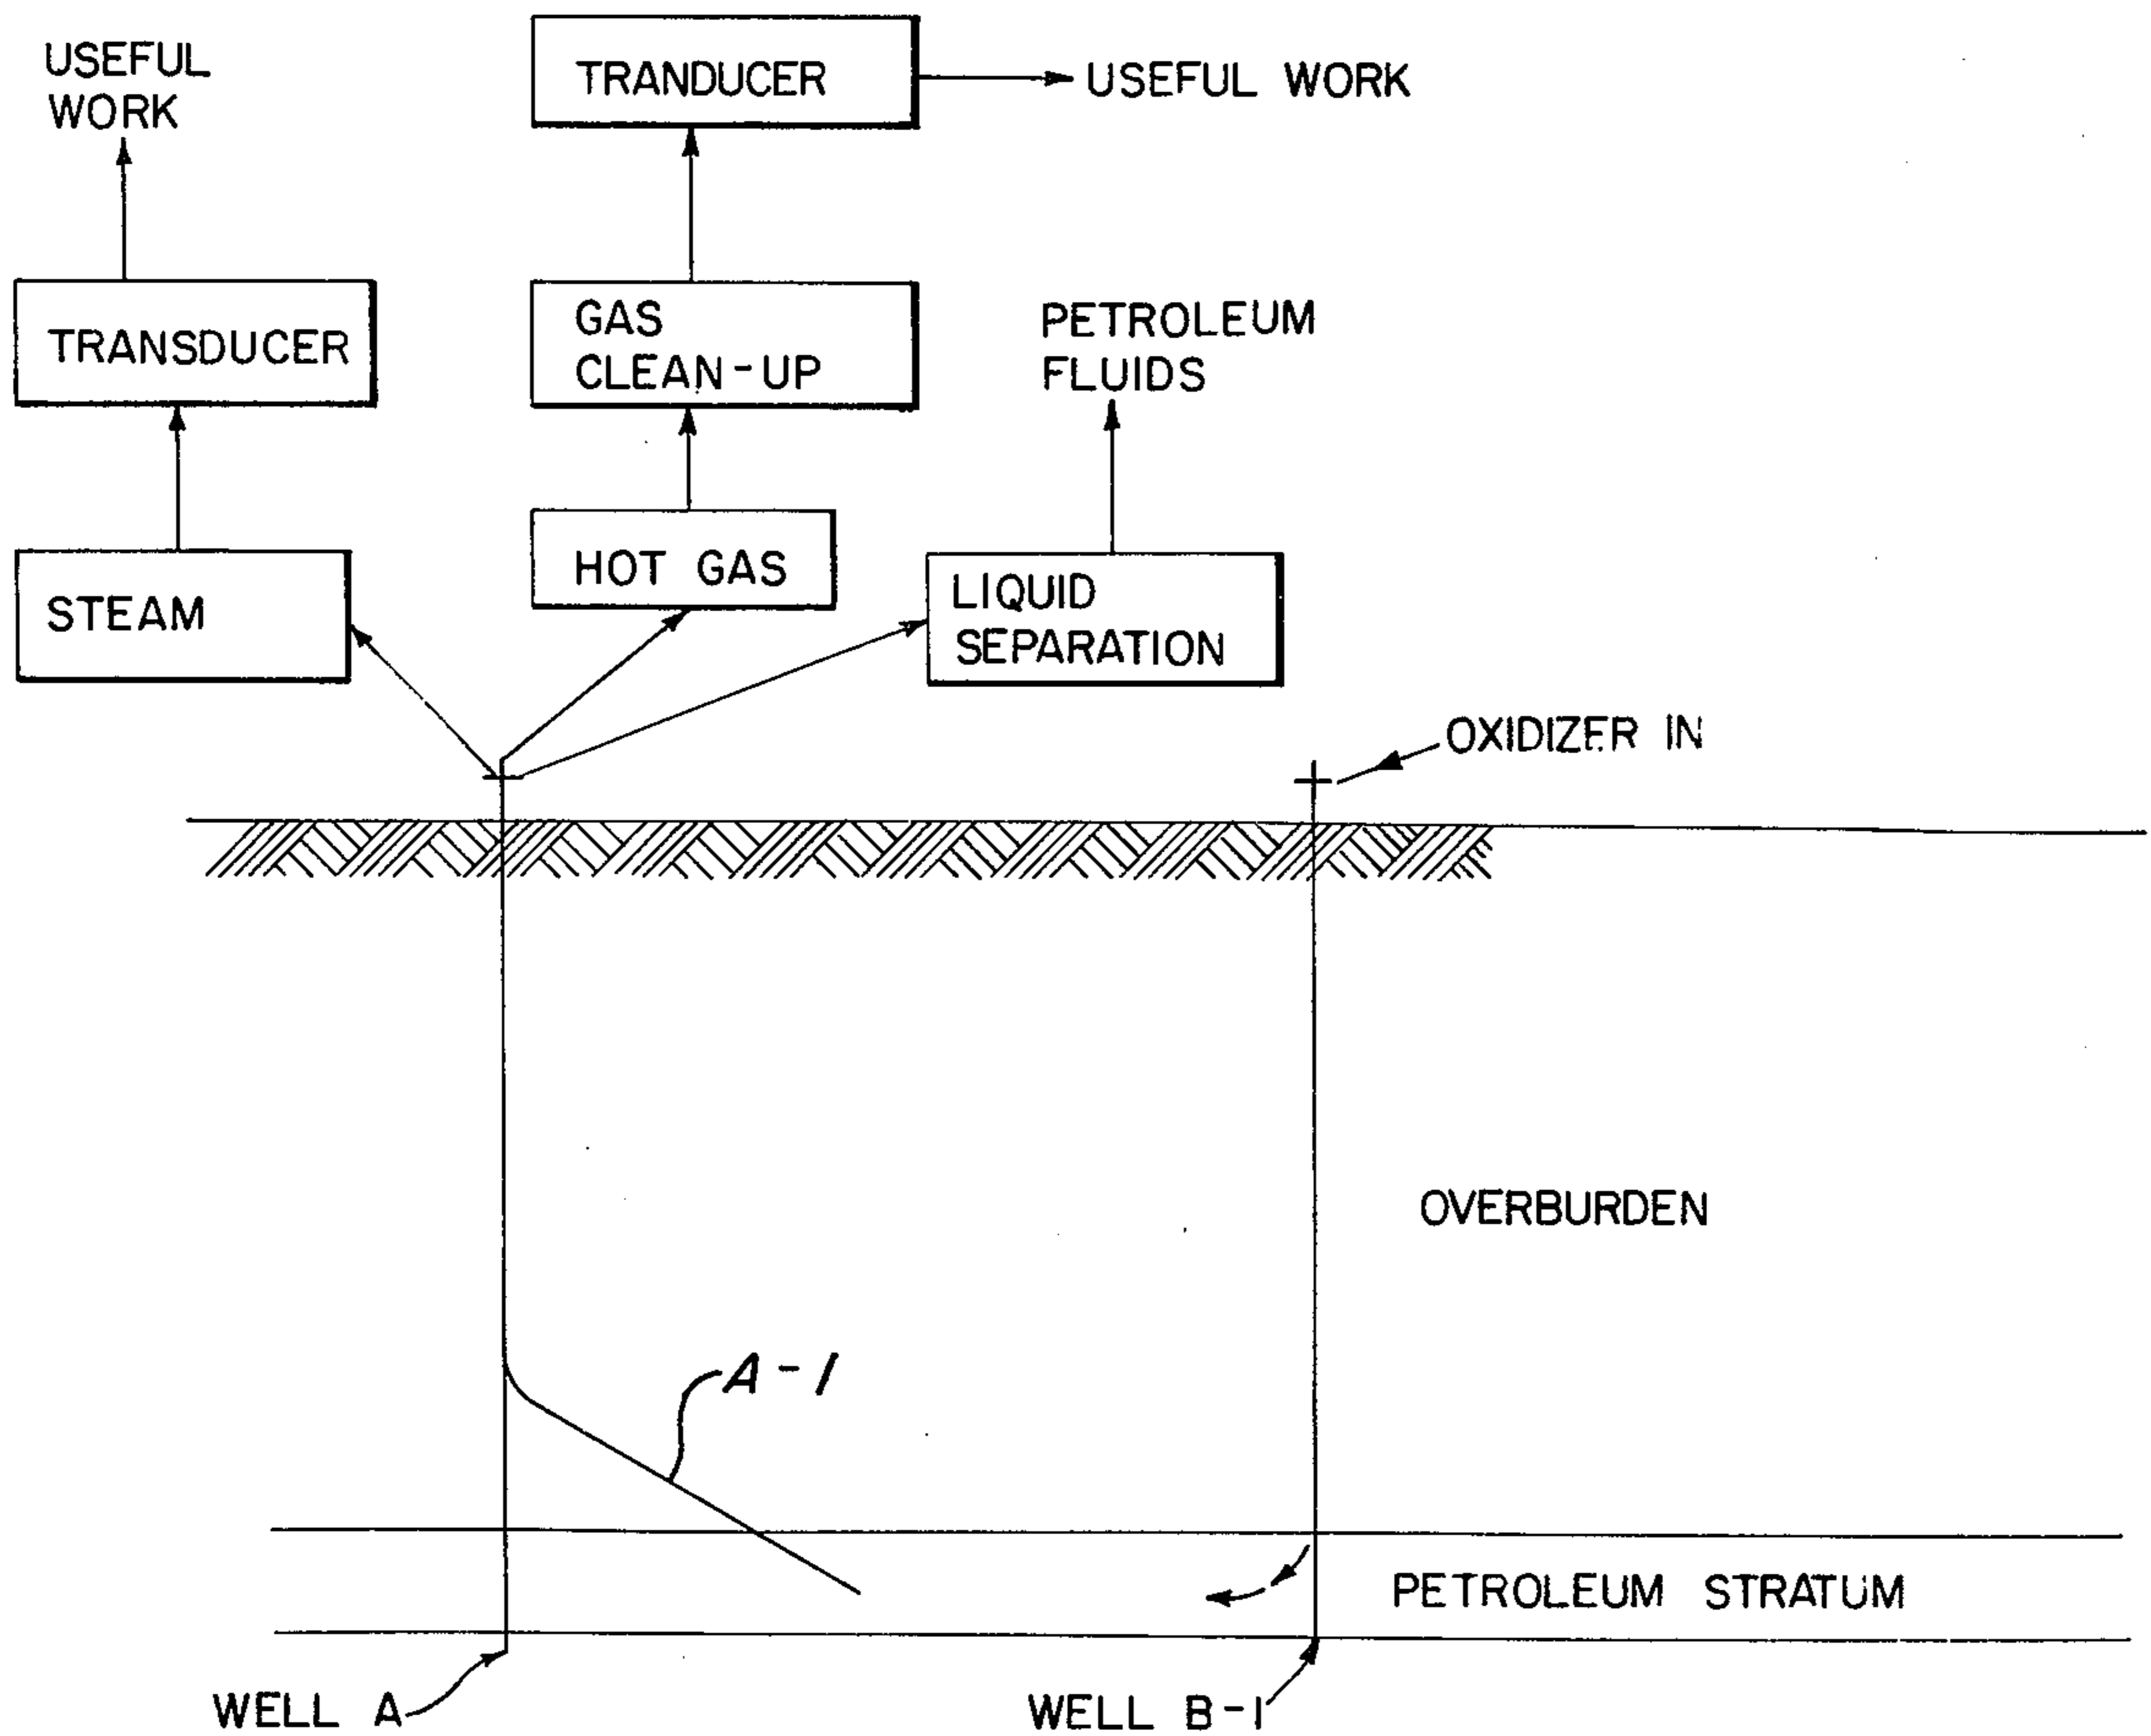 USEFUL
WORK
TRANDUCER
USEFUL WORK
TRANSDUCER
GAS
CLEAN-UP
PETROLEUM
FLUIDS
STEAM
HOT GAS
LIQUID
SEPARATION
OXIDIZER IN
OVERBURDEN
A-1
PETROLEUM STRATUM
WELL A
WELL B-1